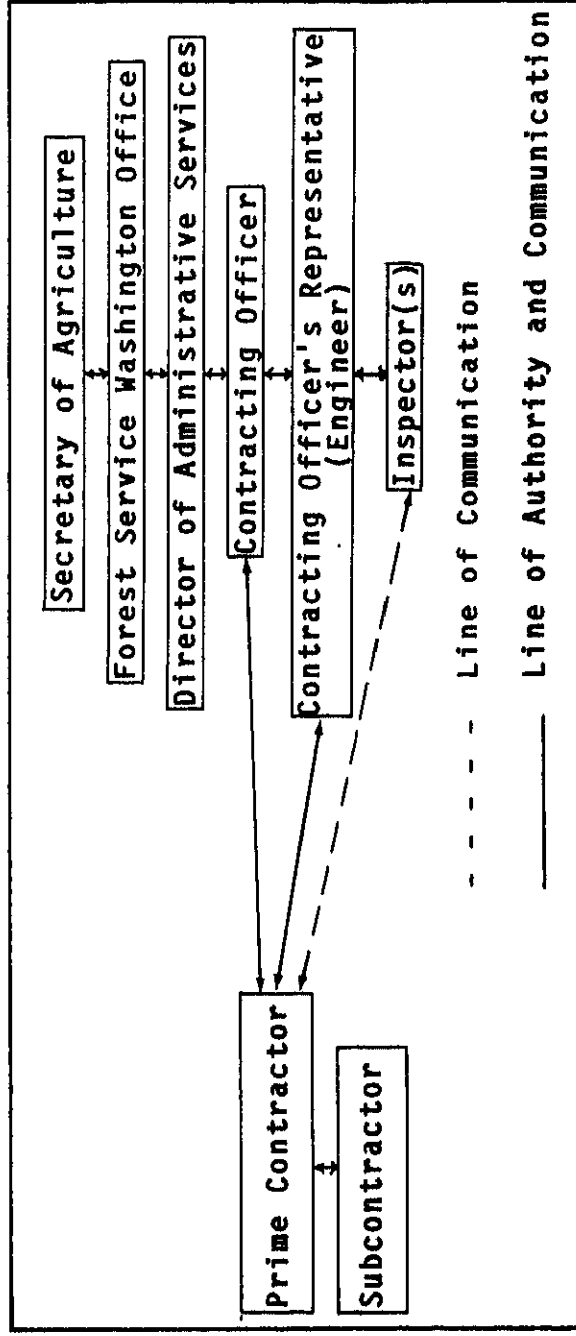 Secretary of Agriculture
Forest Service Washington Office
Director of Administrative Services
Contracting Officer
Contracting Officer's Representative
(Engineer)
Inspector(s)
Prime Contractor
Subcontractor
Line of Communication
Line of Authority and Communication